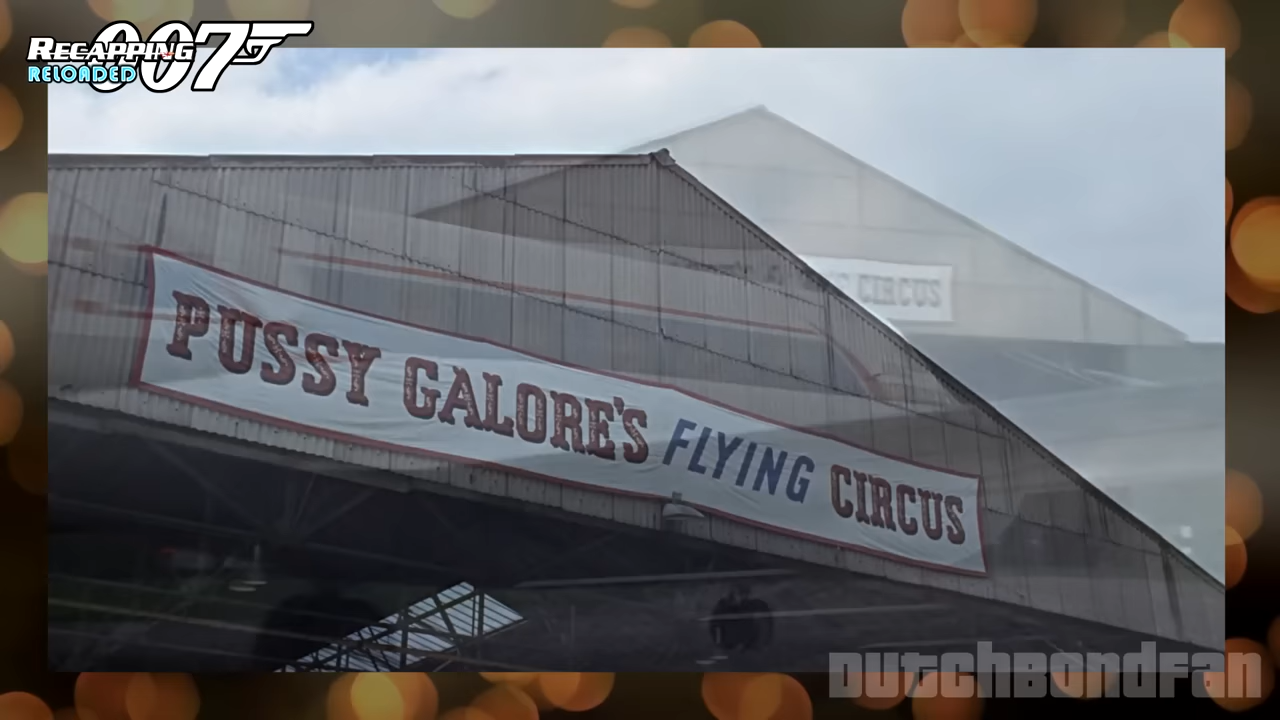 RECAPPING 007
RELOADED
CIRCUS
PUSSY GALORE'S FLYING CIRCUS
DUTCHBONDFAN